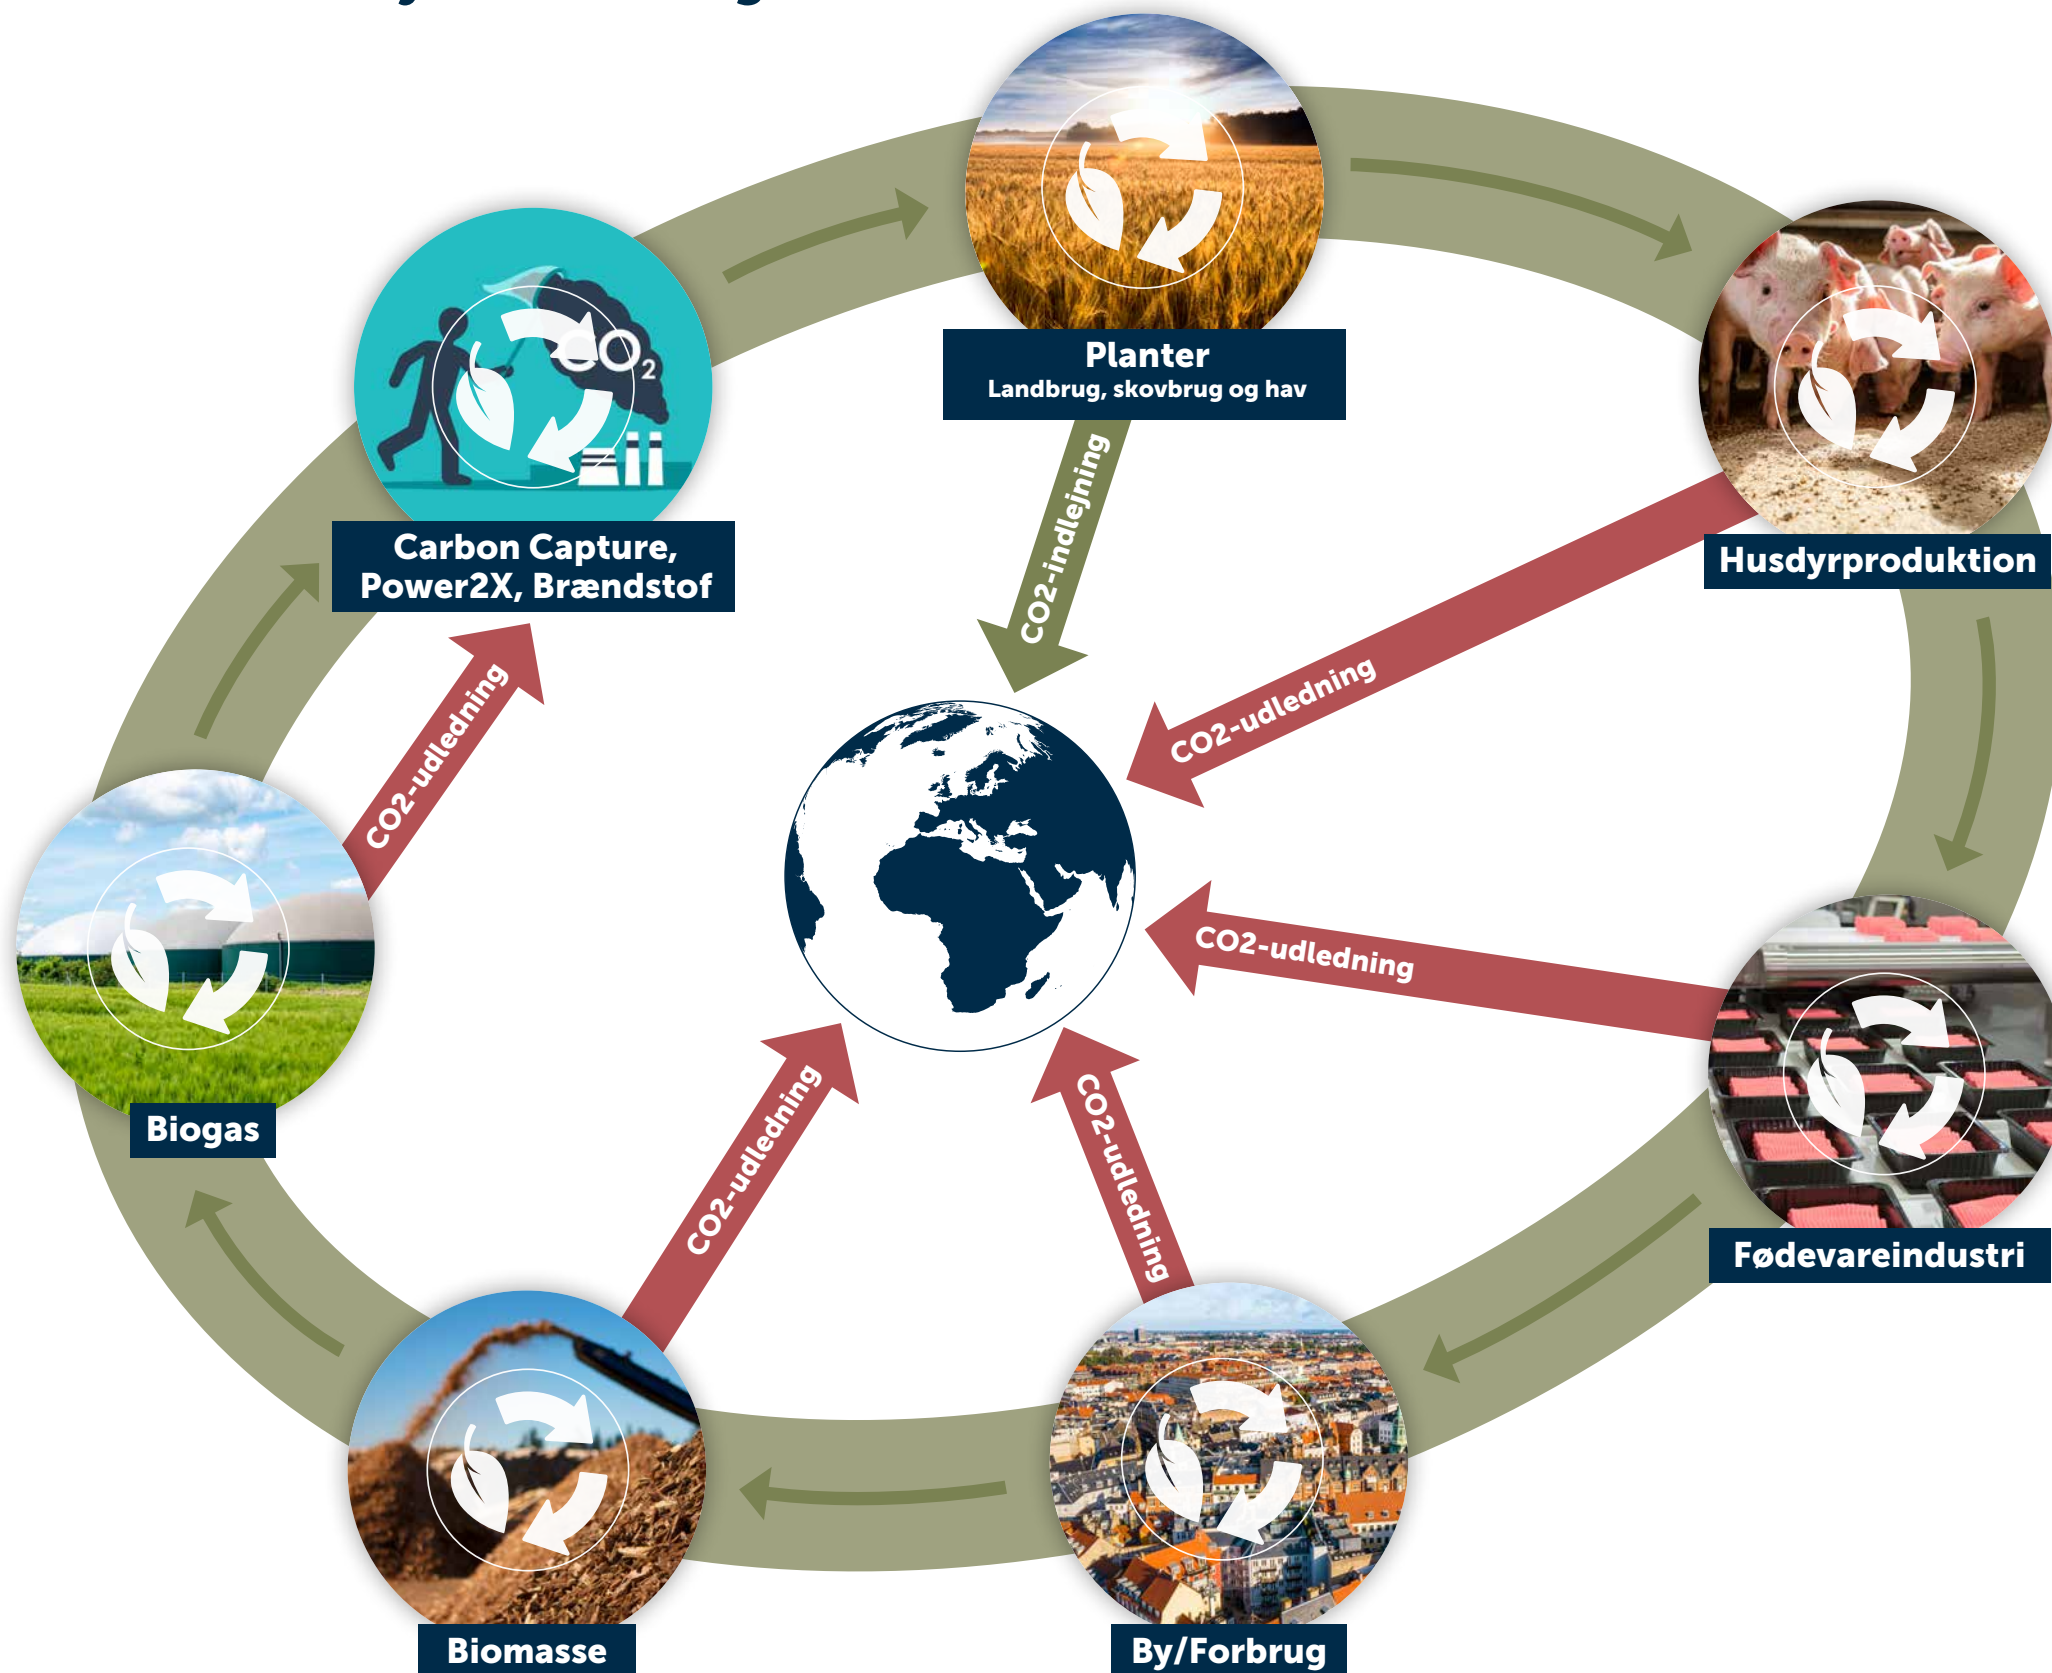 Planter
Landbrug, skovbrug og hav
CO₂
Carbon Capture,
Power2X, Brændstof
Husdyrproduktion
CO2-indlejning
CO2-udledning
CO2-udledning
CO2-udledning
Biogas
CO2-udledning
CO2-udledning
Fødevareindustri
Biomasse
By/Forbrug